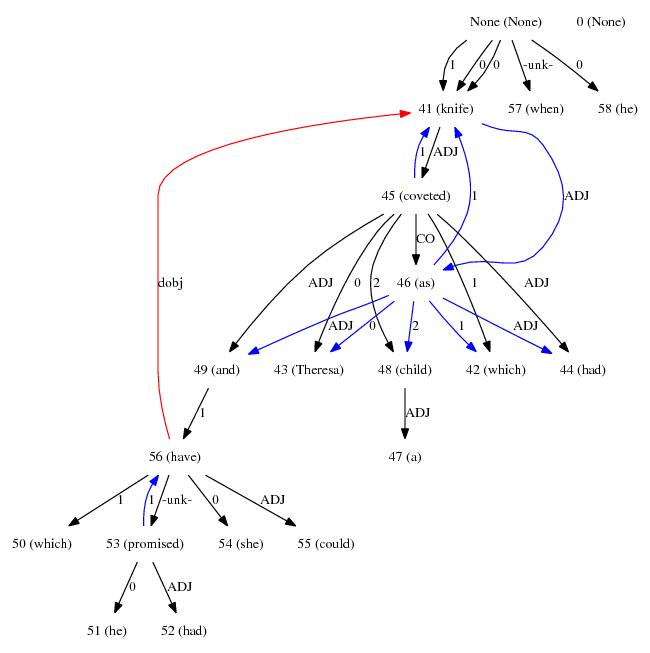 None (None) 0 (None)
1 0 0 -unk- 0
41 (knife) 57 (when) 58 (he)
1 ADJ
45 (coveted) 1 ADJ
CO
dobj ADJ 0 2 46 (as) 1 ADJ
ADJ 0 2 1 ADJ
49 (and) 43 (Theresa) 48 (child) 42 (which) 44 (had)
1 ADJ
56 (have) 47 (a)
1 1 -unk- 0 ADJ
50 (which) 53 (promised) 54 (she) 55 (could)
0 ADJ
51 (he) 52 (had)